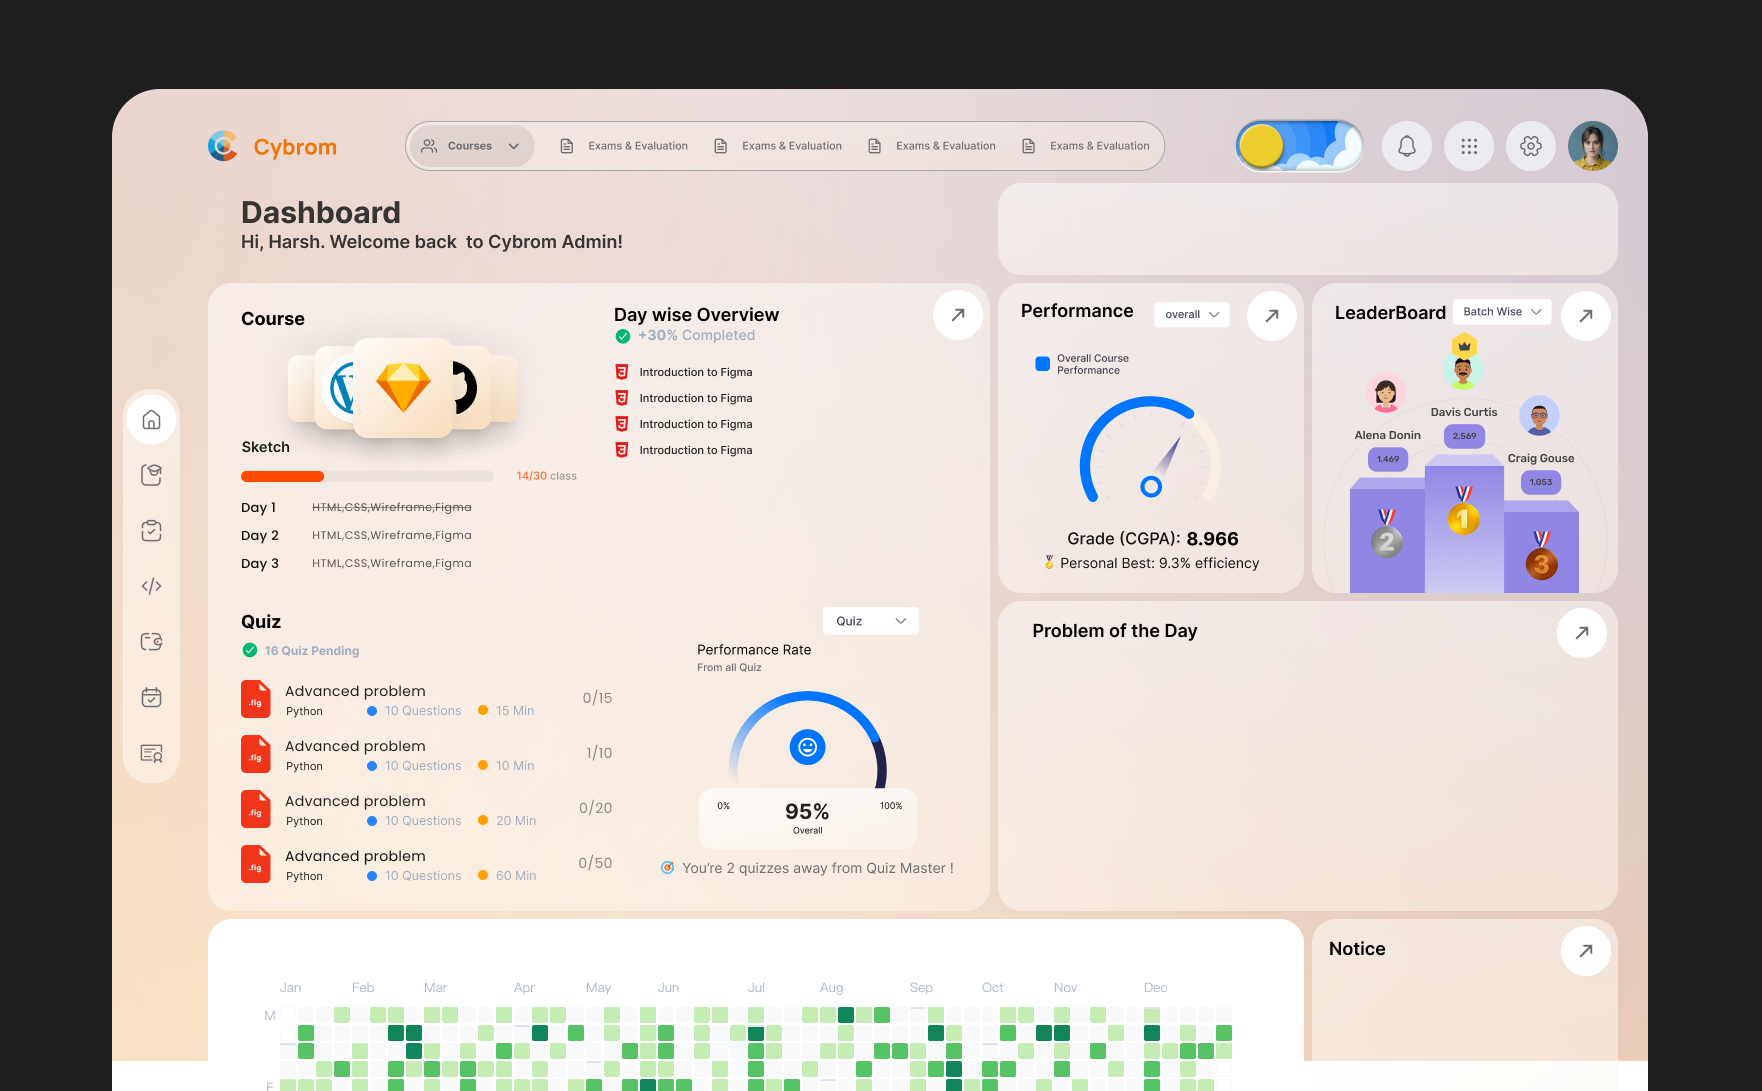 Cybrom
Courses
Exams & Evaluation
Exams & Evaluation
Exams & Evaluation
Exams & Evaluation
Dashboard
Hi, Harsh. Welcome back to Cybrom Admin!
Course
Sketch
14/30 class
Day 1 HTML,CSS,Wireframe,Figma
Day 2 HTML,CSS,Wireframe,Figma
Day 3 HTML,CSS,Wireframe,Figma
Day wise Overview
+30% Completed
Introduction to Figma
Introduction to Figma
Introduction to Figma
Introduction to Figma
Performance
overall
Overall Course
Performance
Grade (CGPA): 8.966
Personal Best: 9.3% efficiency
LeaderBoard
Batch Wise
Davis Curtis
2,569
Alena Donin
1,469
Craig Gouse
1,053
1
2
3
Quiz
16 Quiz Pending
.fig
Advanced problem
Python 10 Questions 15 Min
0/15
.fig
Advanced problem
Python 10 Questions 10 Min
1/10
.fig
Advanced problem
Python 10 Questions 20 Min
0/20
.fig
Advanced problem
Python 10 Questions 60 Min
0/50
Quiz
Performance Rate
From all Quiz
0% 95% 100%
Overall
You're 2 quizzes away from Quiz Master !
Problem of the Day
Notice
Jan Feb Mar Apr May Jun Jul Aug Sep Oct Nov Dec
M
F